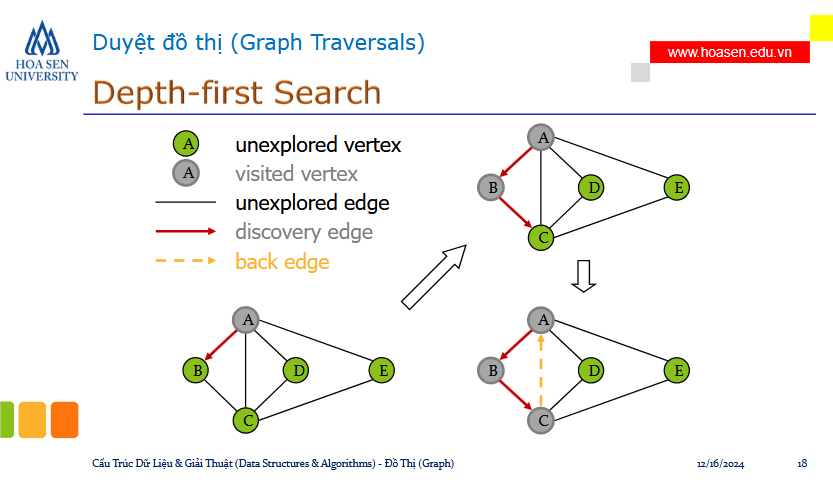 HOA SEN
UNIVERSITY
Duyệt đồ thị (Graph Traversals)
www.hoasen.edu.vn
Depth-first Search
A unexplored vertex
A visited vertex
unexplored edge
discovery edge
back edge
A
B
D
E
C
A
B
D
E
C
A
B
D
E
C
Cấu Trúc Dữ Liệu & Giải Thuật (Data Structures & Algorithms) - Đồ Thị (Graph)
12/16/2024
18